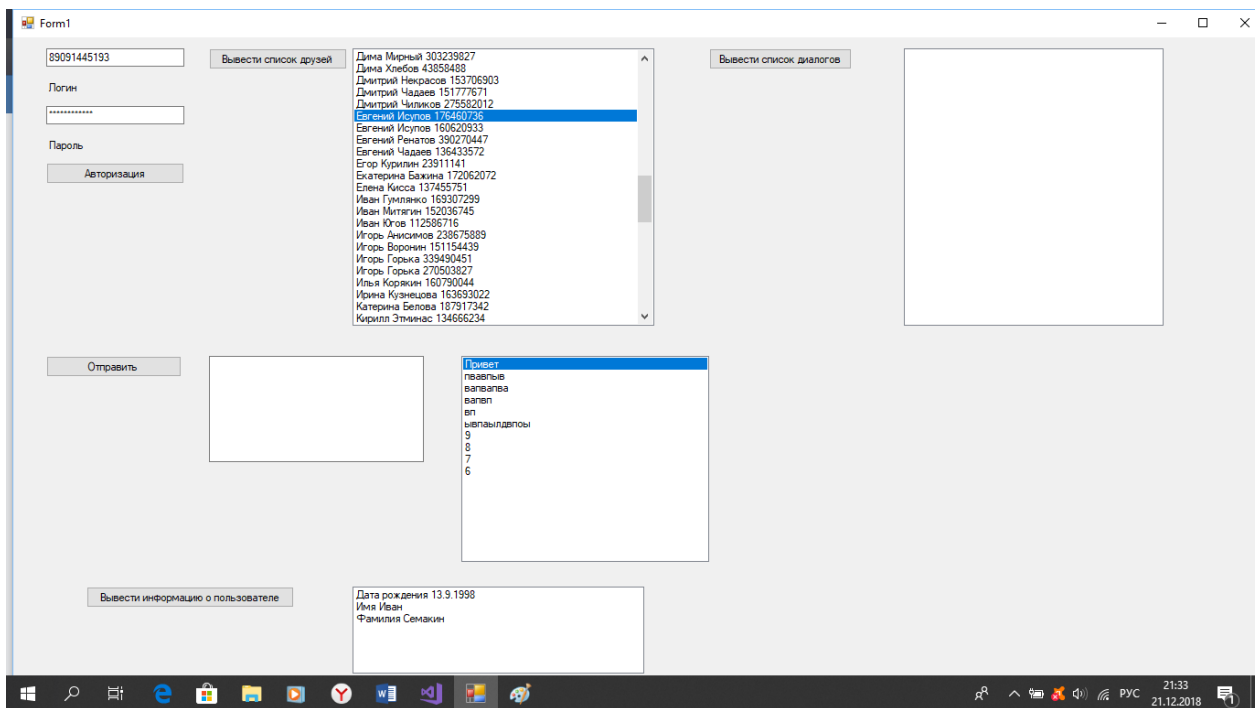 Form1
89091445193
Вывести список друзей
Вывести список диалогов
Логин
************
Пароль
Авторизация
Дима Мирный 303239827
Дима Хлебов 43858488
Дмитрий Некрасов 153706903
Дмитрий Чадаев 151777671
Дмитрий Чиликов 275582012
Евгений Исупов 176460736
Евгений Исупов 160620933
Евгений Ренатов 390270447
Евгений Чадаев 136433572
Егор Курилин 23911141
Екатерина Бажина 172062072
Елена Кисса 137455751
Иван Гумлянко 169307299
Иван Митягин 152036745
Иван Югов 112586716
Игорь Анисимов 238675889
Игорь Воронин 151154439
Игорь Горька 339490451
Игорь Горька 270503827
Илья Корякин 160790044
Ирина Кузнецова 163693022
Катерина Белова 187917342
Кирилл Этминас 134666234
Отправить
Привет
пвавпыв
вапвапва
вапвп
вп
ывпаылдвпоы
9
8
7
6
Вывести информацию о пользователе
Дата рождения 13.9.1998
Имя Иван
Фамилия Семакин
РУС
21:33
21.12.2018